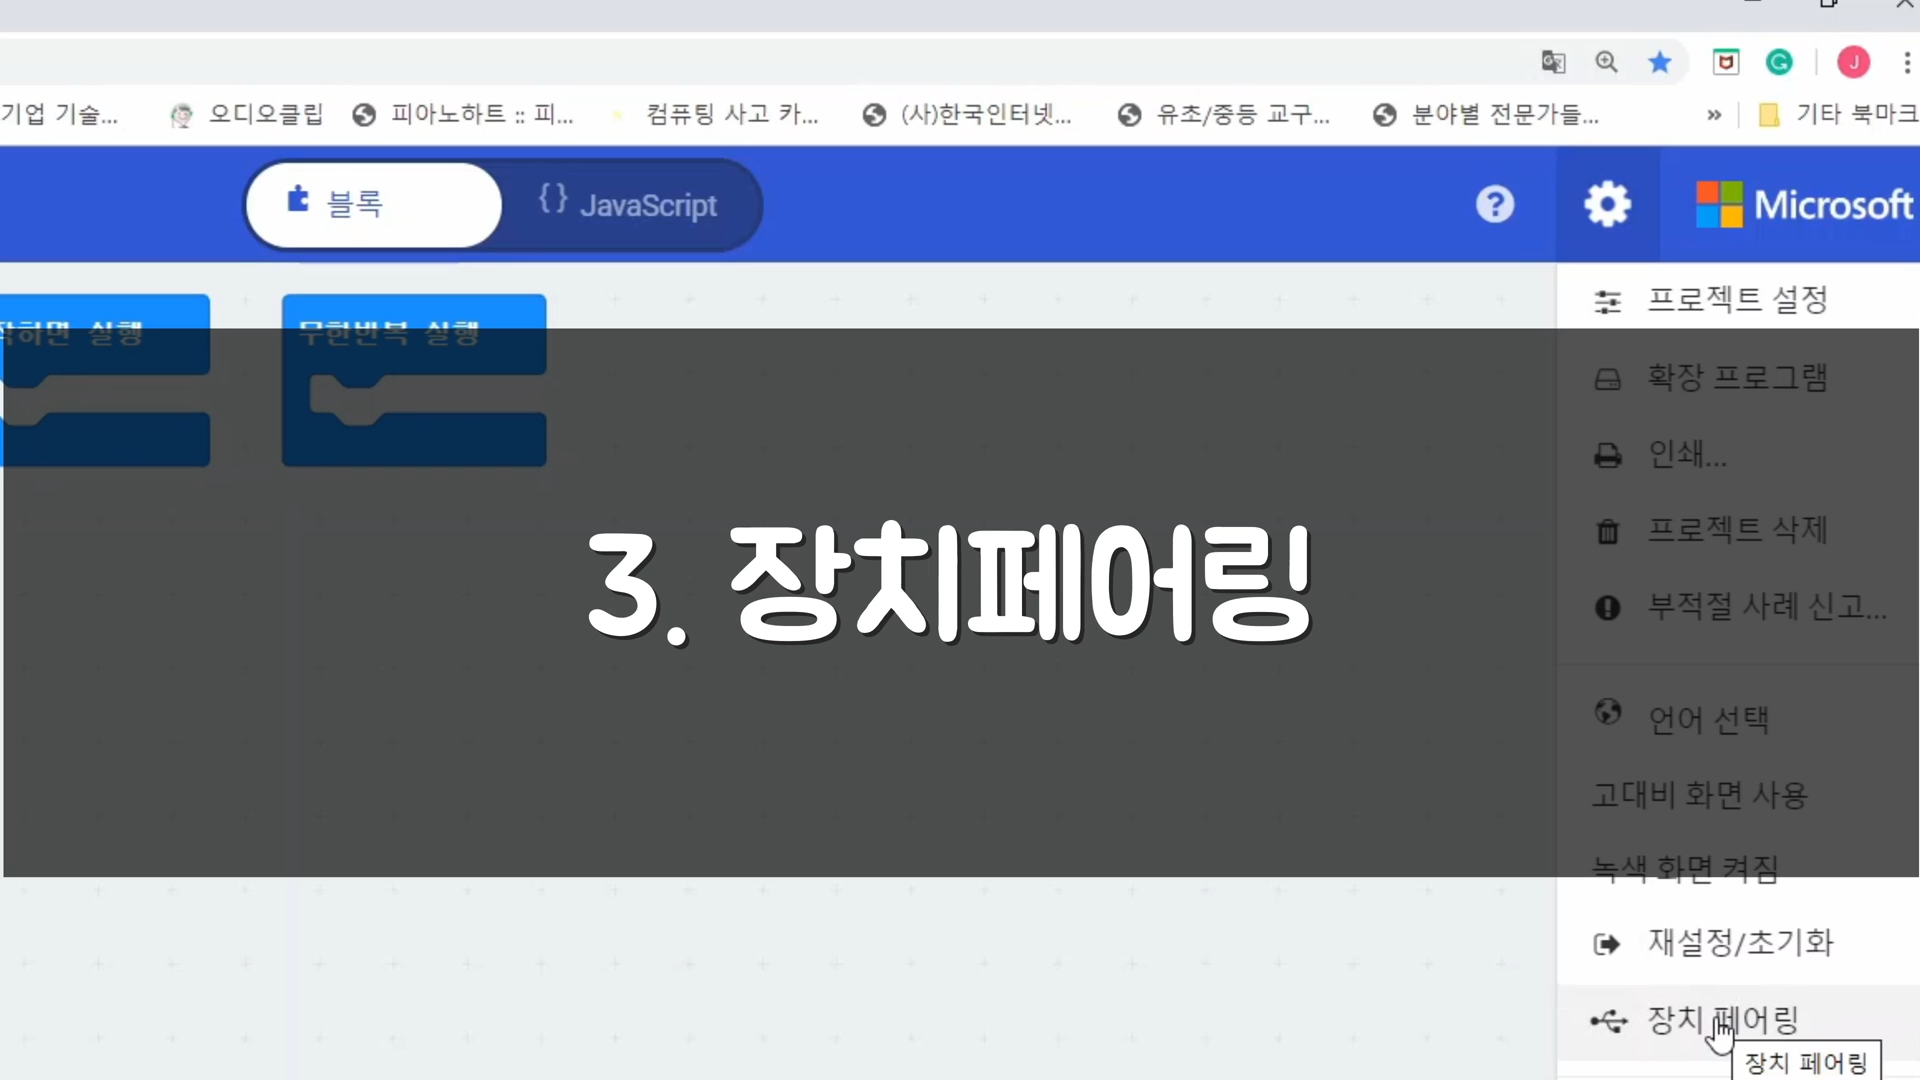 J
기업 기술...
오디오클립
피아노하트 :: 피...
컴퓨팅 사고 카...
(사)한국인터넷...
유초/중등 교구...
분야별 전문가들...
»
기타 북마크
블록
{} JavaScript
?
Microsoft
작하면 실행
무한반복 실행
프로젝트 설정
확장 프로그램
인쇄...
프로젝트 삭제
부적절 사례 신고...
언어 선택
고대비 화면 사용
녹색 화면 켜짐
재설정/초기화
장치 페어링
장치 페어링
3. 장치페어링